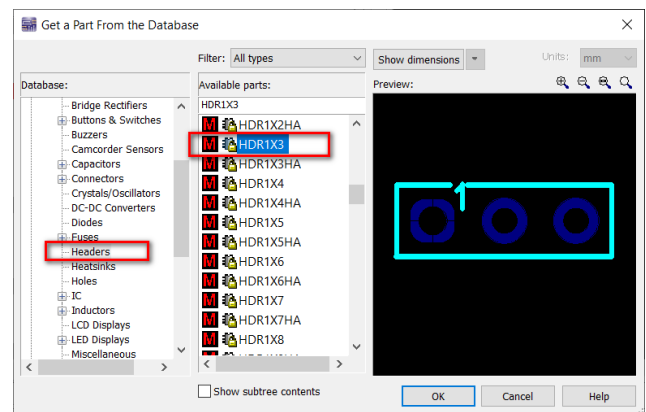 Get a Part From the Database
Filter: All types Show dimensions Units: mm
Database: Available parts: Preview:
HDR1X3
Bridge Rectifiers
Buttons & Switches
Buzzers
Camcorder Sensors
Capacitors
Connectors
Crystals/Oscillators
DC-DC Converters
Diodes
Fuses
Headers
Heatsinks
Holes
IC
Inductors
LCD Displays
LED Displays
Miscellaneous
M HDR1X2HA
M HDR1X3
M HDR1X3HA
M HDR1X4
M HDR1X4HA
M HDR1X5
M HDR1X5HA
M HDR1X6
M HDR1X6HA
M HDR1X7
M HDR1X7HA
M HDR1X8
1
Show subtree contents
OK Cancel Help